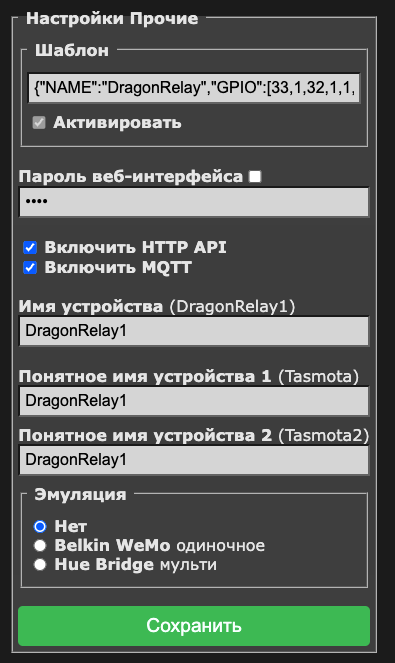 Настройки Прочие
Шаблон
{"NAME":"DragonRelay","GPIO":[33,1,32,1,1,
Активировать
Пароль веб-интерфейса
••••
Включить HTTP API
Включить MQTT
Имя устройства (DragonRelay1)
DragonRelay1
Понятное имя устройства 1 (Tasmota)
DragonRelay1
Понятное имя устройства 2 (Tasmota2)
DragonRelay1
Эмуляция
Нет
Belkin WeMo одиночное
Hue Bridge мульти
Сохранить